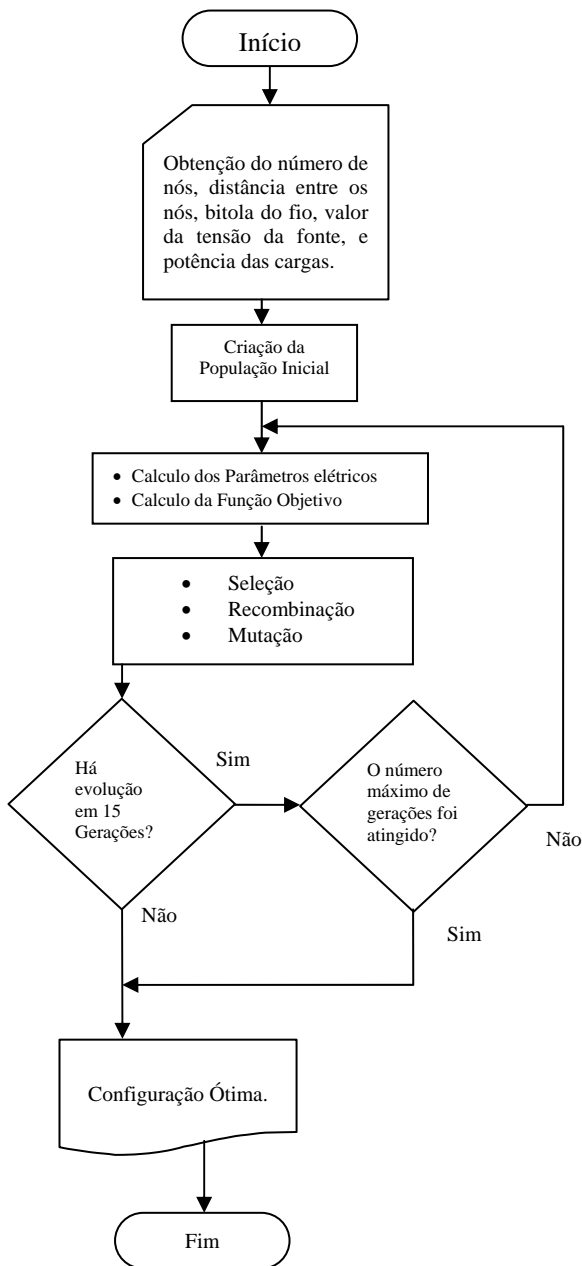 Início
Obtenção do número de
nós, distância entre os
nós, bitola do fio, valor
da tensão da fonte, e
potência das cargas.
Criação da
População Inicial
• Calculo dos Parâmetros elétricos
• Calculo da Função Objetivo
• Seleção
• Recombinação
• Mutação
Há
evolução
em 15
Gerações?
Sim
O número
máximo de
gerações foi
atingido?
Não
Não
Sim
Configuração Ótima.
Fim